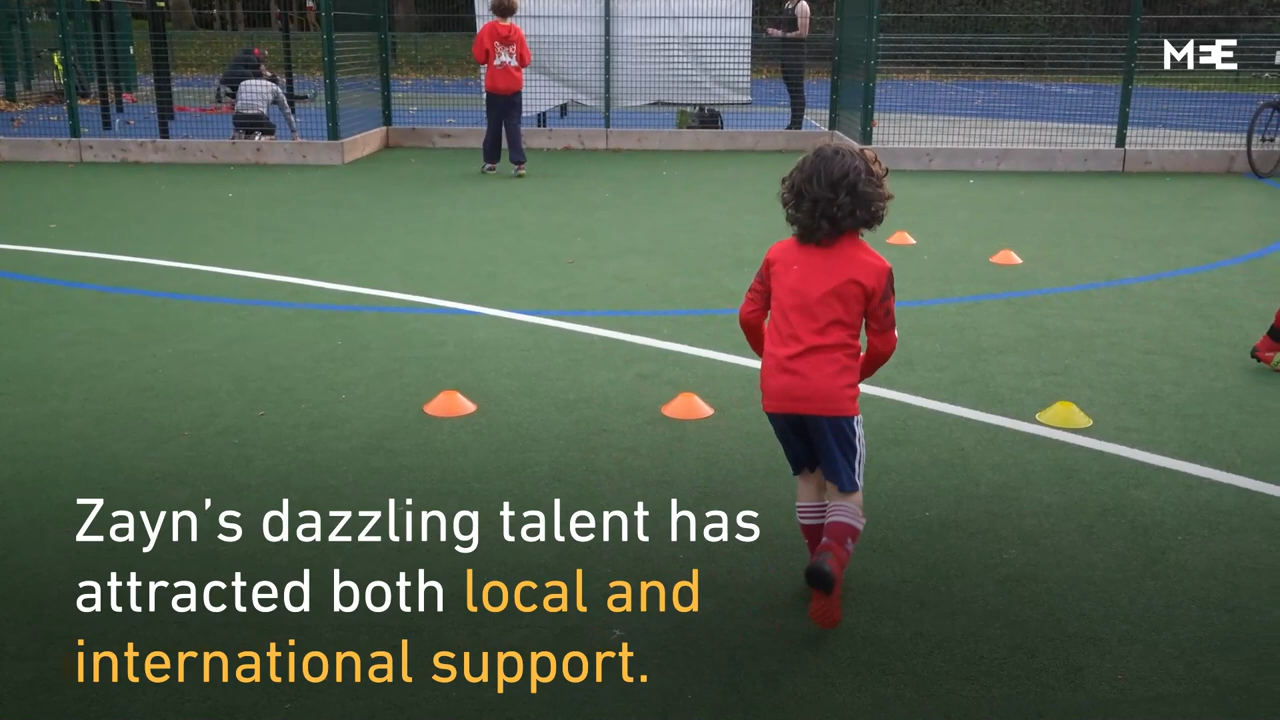 MEE
Zayn's dazzling talent has
attracted both local and
international support.